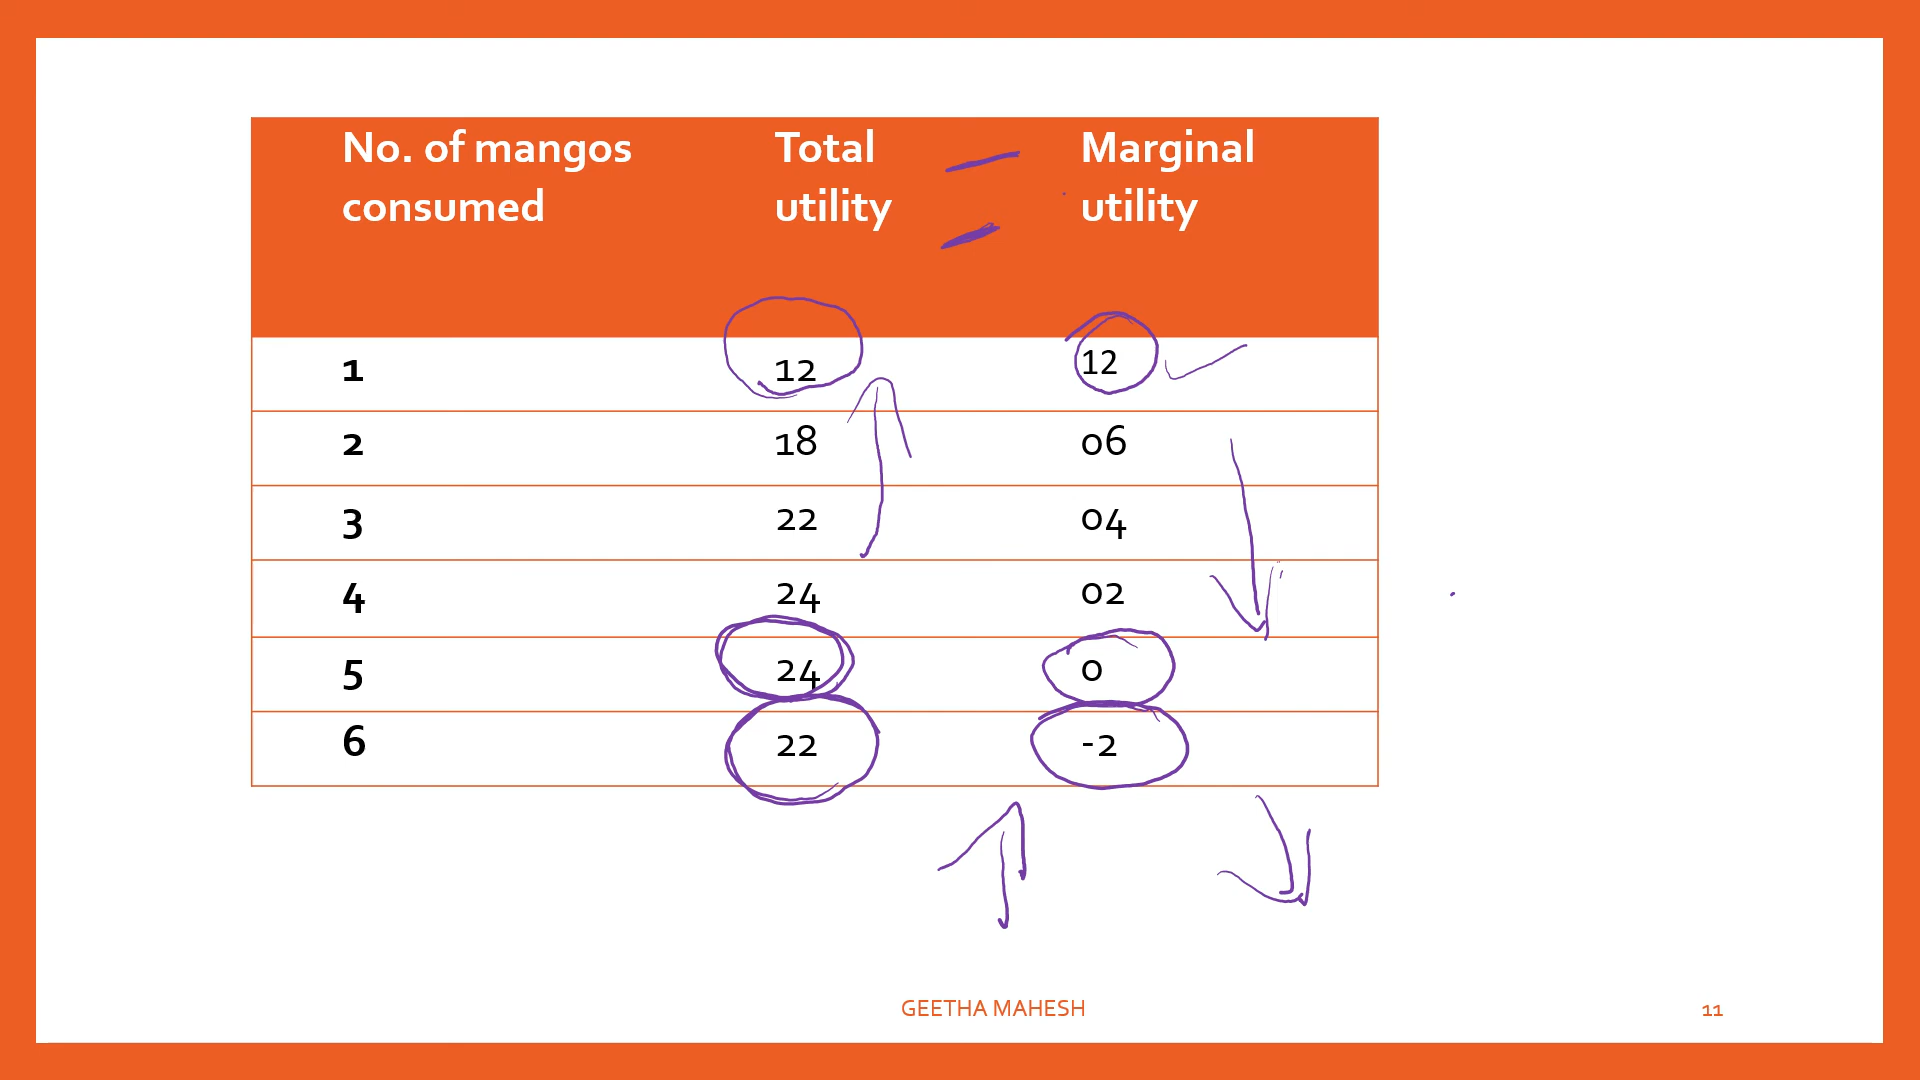 No. of mangos consumed Total utility Marginal utility
1 12 12
2 18 06
3 22 04
4 24 02
5 24 0
6 22 -2
GEETHA MAHESH 11